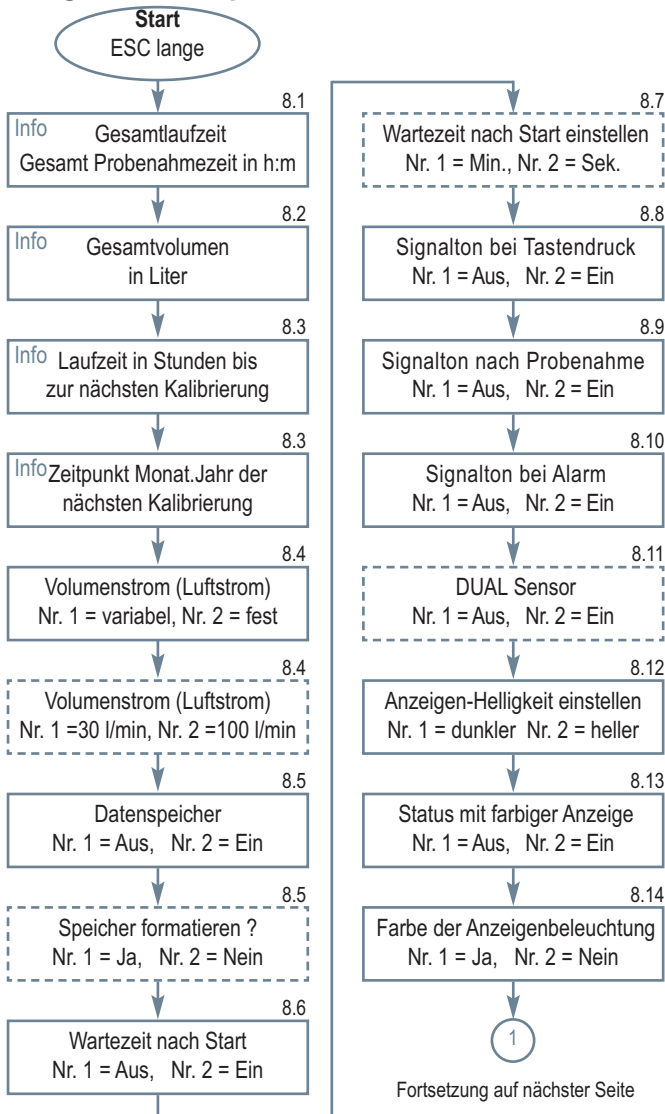 Start
ESC lange
8.1
Info Gesamtlaufzeit
Gesamt Probenahmezeit in h:m
8.2
Info Gesamtvolumen
in Liter
8.3
Info Laufzeit in Stunden bis
zur nächsten Kalibrierung
8.3
Info Zeitpunkt Monat.Jahr der
nächsten Kalibrierung
8.4
Volumenstrom (Luftstrom)
Nr. 1 = variabel, Nr. 2 = fest
8.4
Volumenstrom (Luftstrom)
Nr. 1 =30 l/min, Nr. 2 =100 l/min
8.5
Datenspeicher
Nr. 1 = Aus, Nr. 2 = Ein
8.5
Speicher formatieren ?
Nr. 1 = Ja, Nr. 2 = Nein
8.6
Wartezeit nach Start
Nr. 1 = Aus, Nr. 2 = Ein
8.7
Wartezeit nach Start einstellen
Nr. 1 = Min., Nr. 2 = Sek.
8.8
Signalton bei Tastendruck
Nr. 1 = Aus, Nr. 2 = Ein
8.9
Signalton nach Probenahme
Nr. 1 = Aus, Nr. 2 = Ein
8.10
Signalton bei Alarm
Nr. 1 = Aus, Nr. 2 = Ein
8.11
DUAL Sensor
Nr. 1 = Aus, Nr. 2 = Ein
8.12
Anzeigen-Helligkeit einstellen
Nr. 1 = dunkler Nr. 2 = heller
8.13
Status mit farbiger Anzeige
Nr. 1 = Aus, Nr. 2 = Ein
8.14
Farbe der Anzeigenbeleuchtung
Nr. 1 = Ja, Nr. 2 = Nein
1
Fortsetzung auf nächster Seite